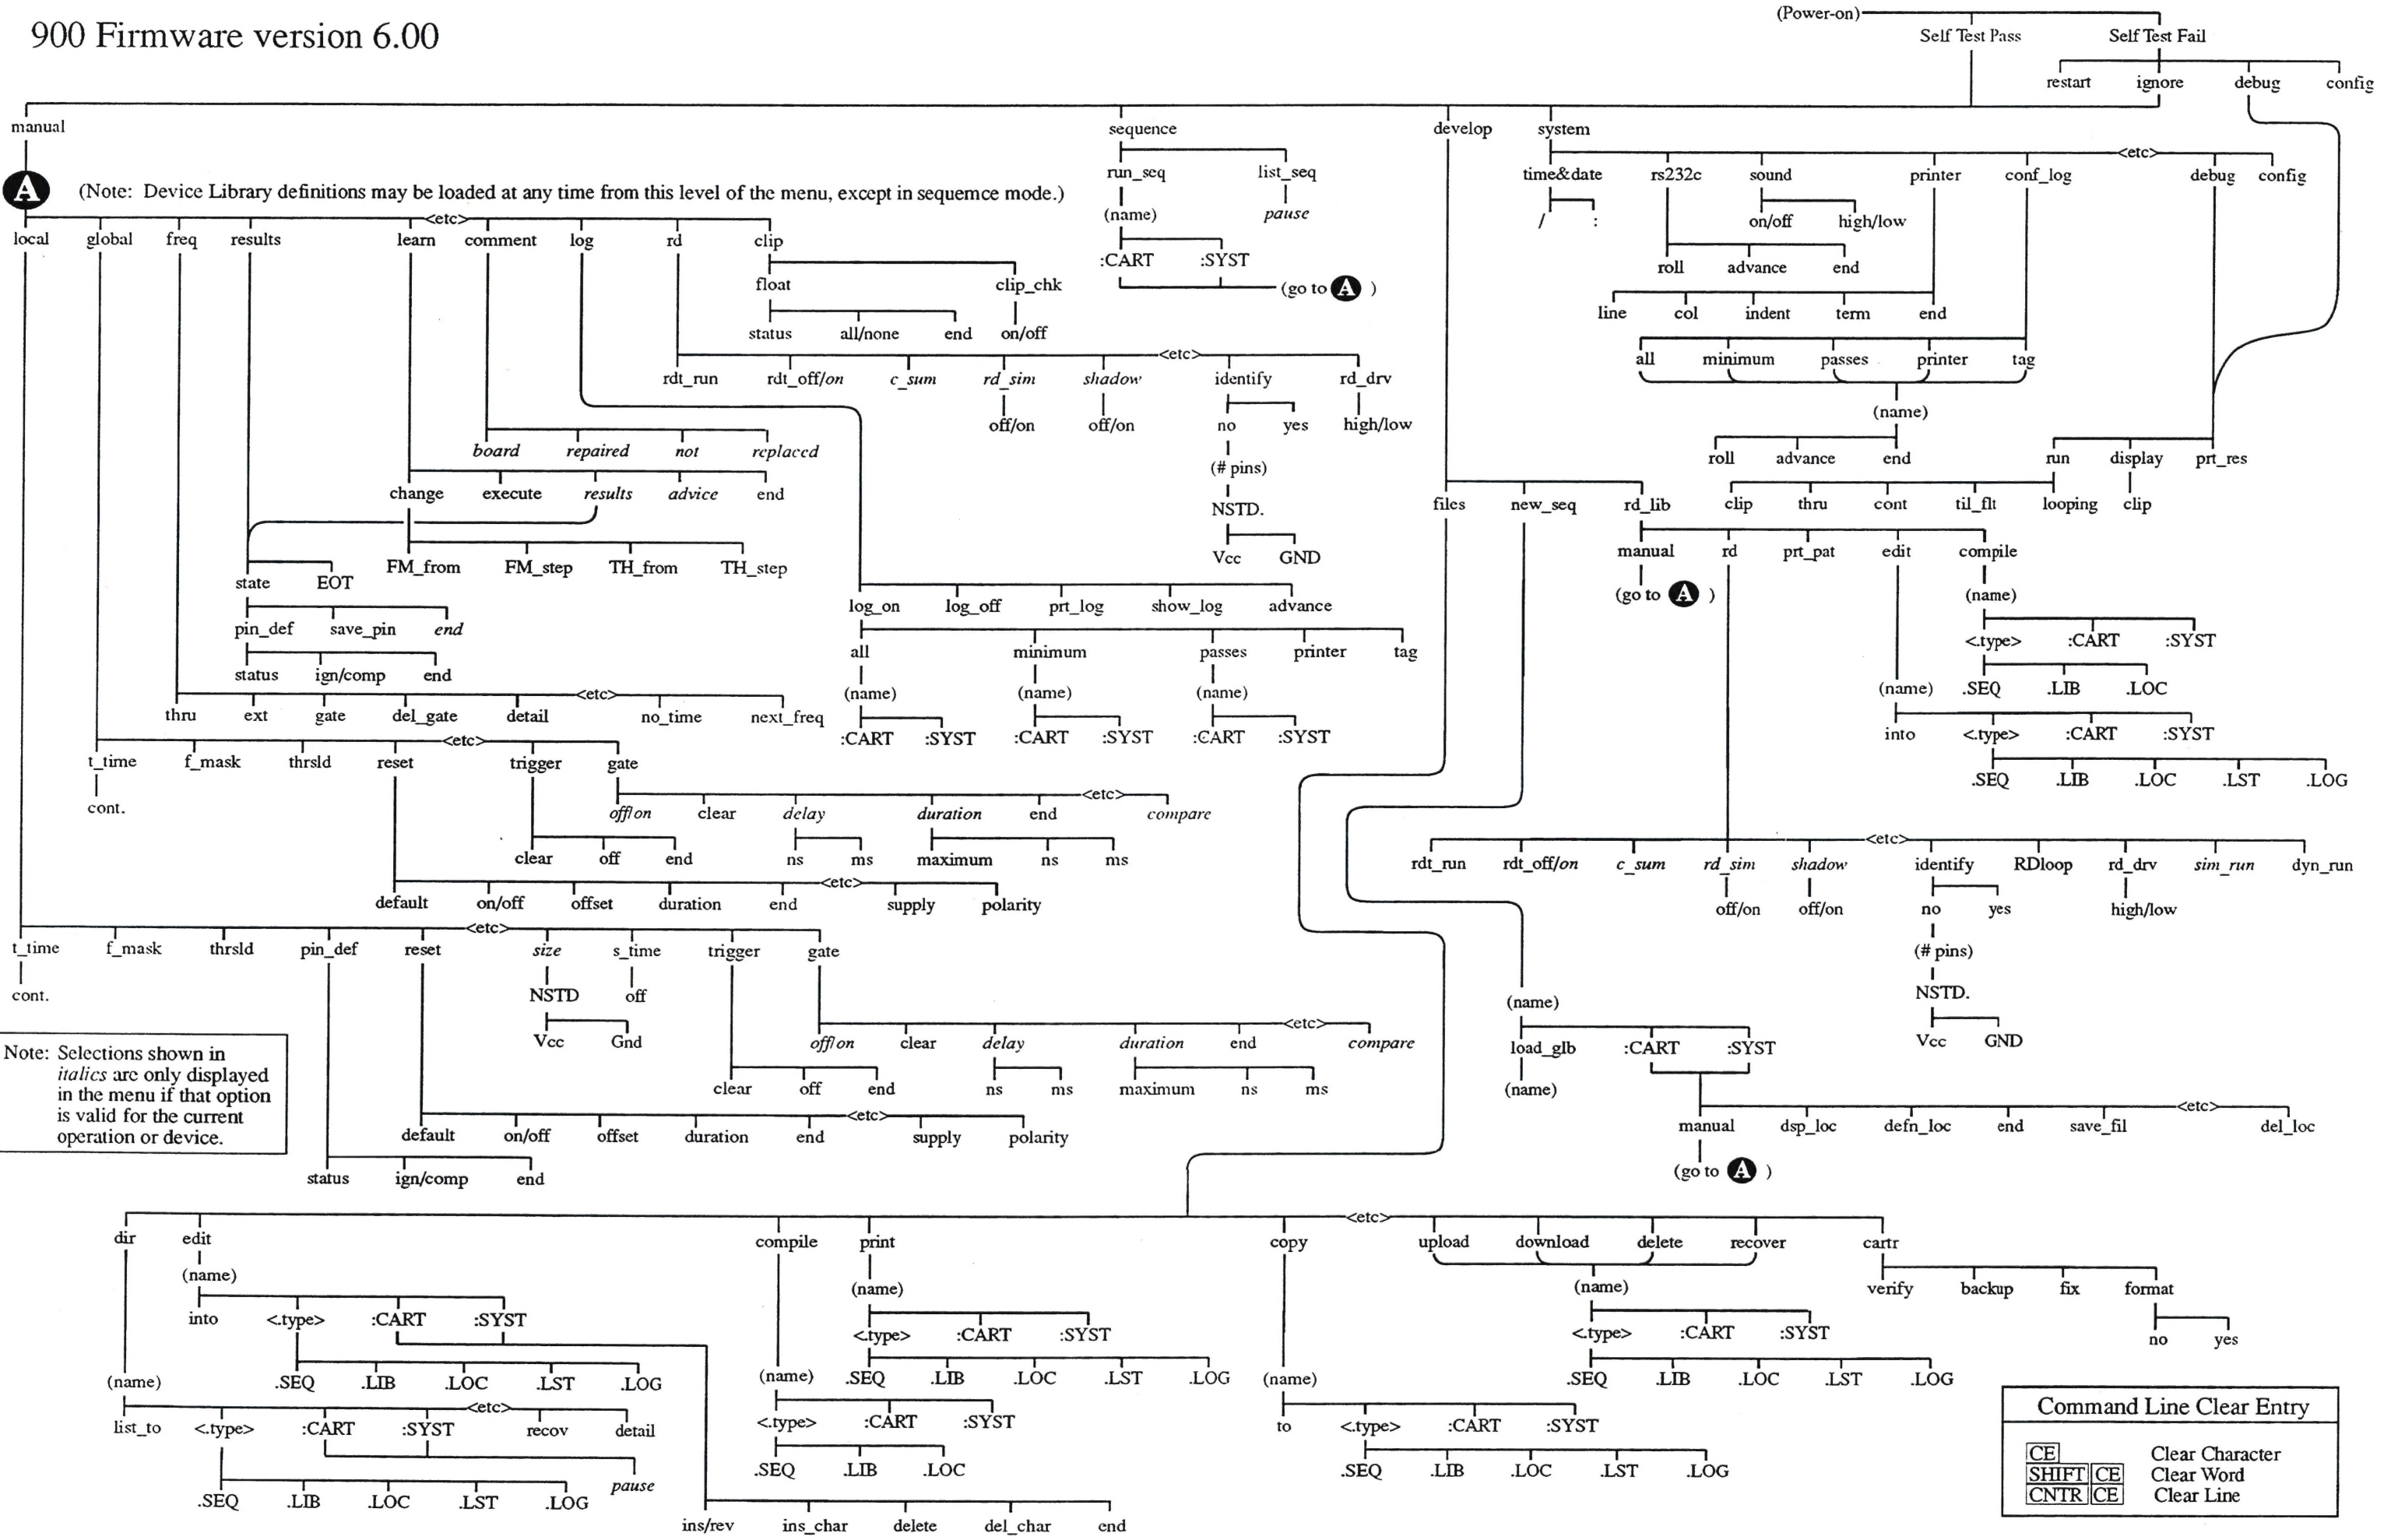 900 Firmware version 6.00
(Power-on)
Self Test Pass Self Test Fail
restart ignore debug config
manual sequence develop system
<etc>
run_seq list_seq time&date rs232c sound printer conf_log debug config
A (Note: Device Library definitions may be loaded at any time from this level of the menu, except in sequemce mode.)
(name) pause / : on/off high/low
<etc>
local global freq results learn comment log rd clip
:CART :SYST roll advance end
float clip_chk (go to A )
line col indent term end
status all/none end on/off
<etc>
all minimum passes printer tag
rdt_run rdt_off/on c_sum rd_sim shadow identify rd_drv
(name)
off/on off/on no yes high/low
board repaired not replaced
roll advance end run display prt_res
(# pins)
change execute results advice end
files new_seq rd_lib clip thru cont til_flt looping clip
NSTD.
manual rd prt_pat edit compile
Vcc GND
FM_from FM_step TH_from TH_step
state EOT
(go to A ) (name)
log_on log_off prt_log show_log advance
pin_def save_pin end
<.type> :CART :SYST
all minimum passes printer tag
status ign/comp end
(name) (name) (name) (name) .SEQ .LIB .LOC
<etc>
thru ext gate del_gate detail no_time next_freq
:CART :SYST :CART :SYST :CART :SYST into <.type> :CART :SYST
<etc>
t_time f_mask thrsld reset trigger gate
.SEQ .LIB .LOC .LST .LOG
cont.
<etc>
off/on clear delay duration end compare
<etc>
clear off end ns ms maximum ns ms
rdt_run rdt_off/on c_sum rd_sim shadow identify RDloop rd_drv sim_run dyn_run
<etc>
default on/off offset duration end supply polarity
off/on off/on no yes high/low
<etc>
t_time f_mask thrsld pin_def reset size s_time trigger gate
(# pins)
cont. NSTD off
(name) NSTD.
<etc>
Vcc Gnd off/on clear delay duration end compare
load_glb :CART :SYST Vcc GND
Note: Selections shown in
italics are only displayed
in the menu if that option
is valid for the current
operation or device.
clear off end ns ms maximum ns ms
(name)
<etc>
default on/off offset duration end supply polarity
<etc>
manual dsp_loc defn_loc end save_fil del_loc
status ign/comp end
(go to A )
<etc>
dir edit compile print copy upload download delete recover cartr
(name) (name) (name)
verify backup fix format
into <.type> :CART :SYST
<.type> :CART :SYST <.type> :CART :SYST
no yes
(name) .SEQ .LIB .LOC .LST .LOG
(name) .SEQ .LIB .LOC .LST .LOG (name) .SEQ .LIB .LOC .LST .LOG
<etc>
list_to <.type> :CART :SYST recov detail
<.type> :CART :SYST to <.type> :CART :SYST
.SEQ .LIB .LOC .SEQ .LIB .LOC .LST .LOG
pause
.SEQ .LIB .LOC .LST .LOG
ins/rev ins_char delete del_char end
Command Line Clear Entry
CE Clear Character
SHIFT CE Clear Word
CNTR CE Clear Line